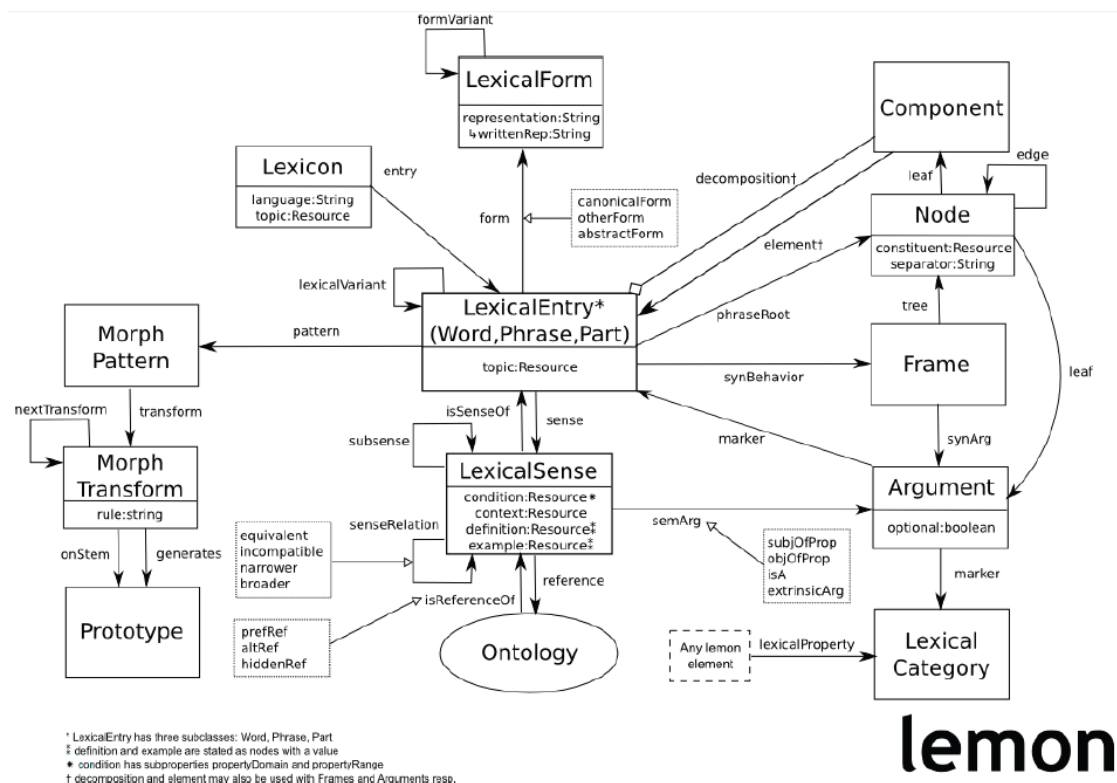 formVariant
LexicalForm
representation:String
↳writtenRep:String
Component
Lexicon
language:String
topic:Resource
entry
form
canonicalForm
otherForm
abstractForm
decomposition†
element†
leaf
edge
Node
constituent:Resource
separator:String
lexicalVariant
LexicalEntry*
(Word,Phrase,Part)
topic:Resource
phraseRoot
tree
Morph
Pattern
pattern
synBehavior
Frame
leaf
nextTransform
transform
isSenseOf
sense
subsense
marker
synArg
Morph
Transform
rule:string
LexicalSense
condition:Resource*
context:Resource
definition:Resource‡
example:Resource‡
semArg
Argument
optional:boolean
onStem
generates
equivalent
incompatible
narrower
broader
senseRelation
subjOfProp
objOfProp
isA
extrinsicArg
marker
Prototype
prefRef
altRef
hiddenRef
isReferenceOf
reference
Ontology
Any lemon
element
lexicalProperty
Lexical
Category
* LexicalEntry has three subclasses: Word, Phrase, Part
‡ definition and example are stated as nodes with a value
* condition has subproperties propertyDomain and propertyRange
† decomposition and element may also be used with Frames and Arguments resp.
lemon